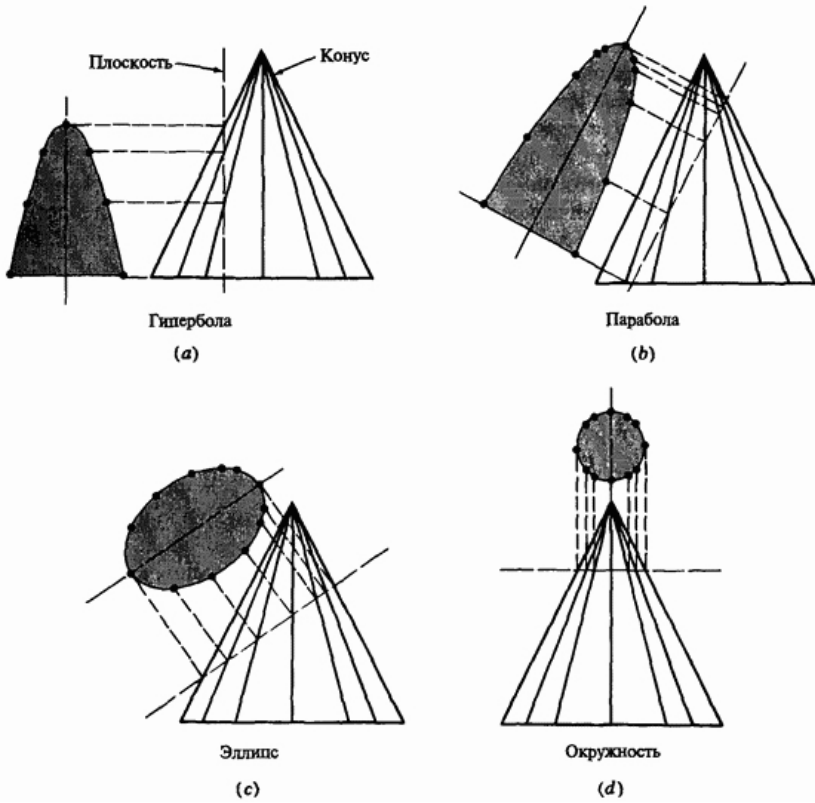 Плоскость
Конус
Гипербола
(a)
Парабола
(b)
Эллипс
(c)
Окружность
(d)